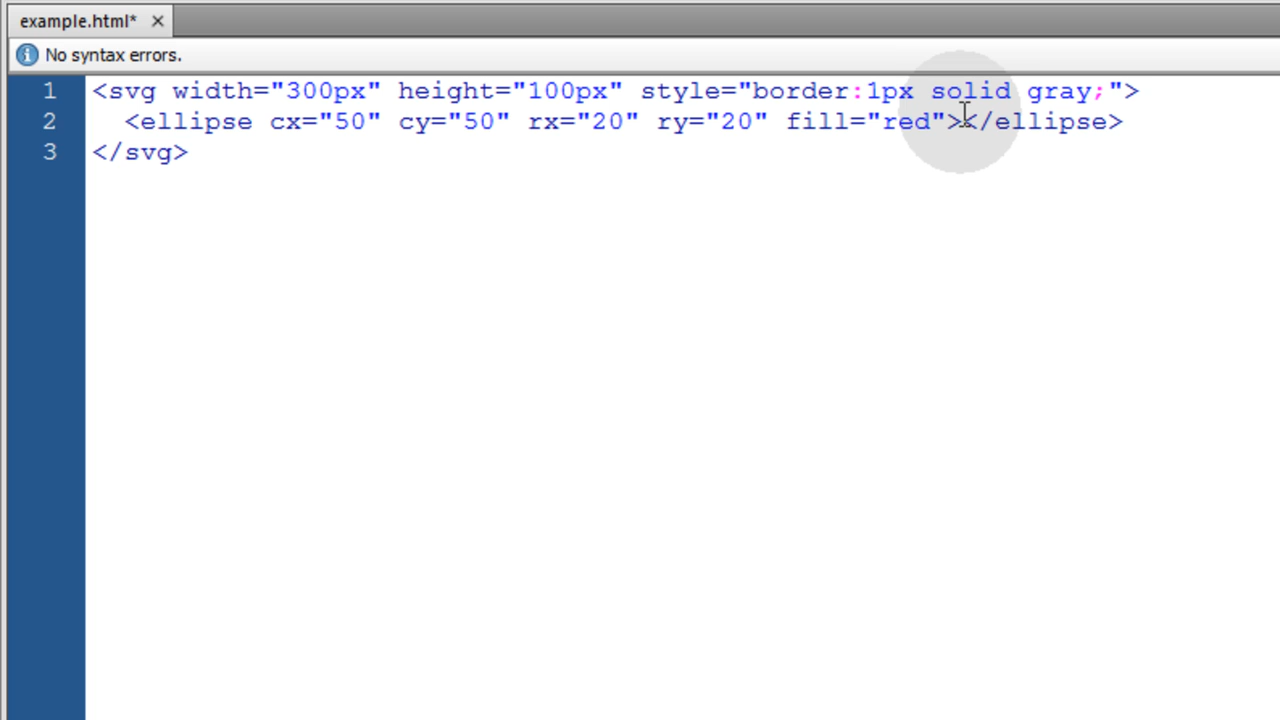 example.html*
No syntax errors.
1 <svg width="300px" height="100px" style="border:1px solid gray;">
2   <ellipse cx="50" cy="50" rx="20" ry="20" fill="red"></ellipse>
3 </svg>